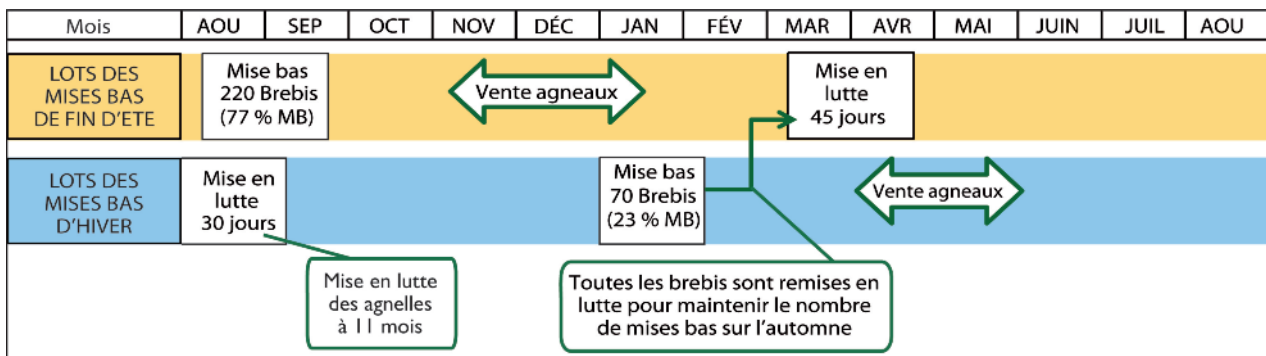 Mois AOU SEP OCT NOV DÉC JAN FÉV MAR AVR MAI JUIN JUIL AOU
LOTS DES
MISES BAS
DE FIN D'ETE
Mise bas
220 Brebis
(77 % MB)
Vente agneaux
Mise en
lutte
45 jours
LOTS DES
MISES BAS
D'HIVER
Mise en
lutte
30 jours
Mise bas
70 Brebis
(23 % MB)
Vente agneaux
Mise en lutte
des agnelles
à 11 mois
Toutes les brebis sont remises en
lutte pour maintenir le nombre
de mises bas sur l'automne